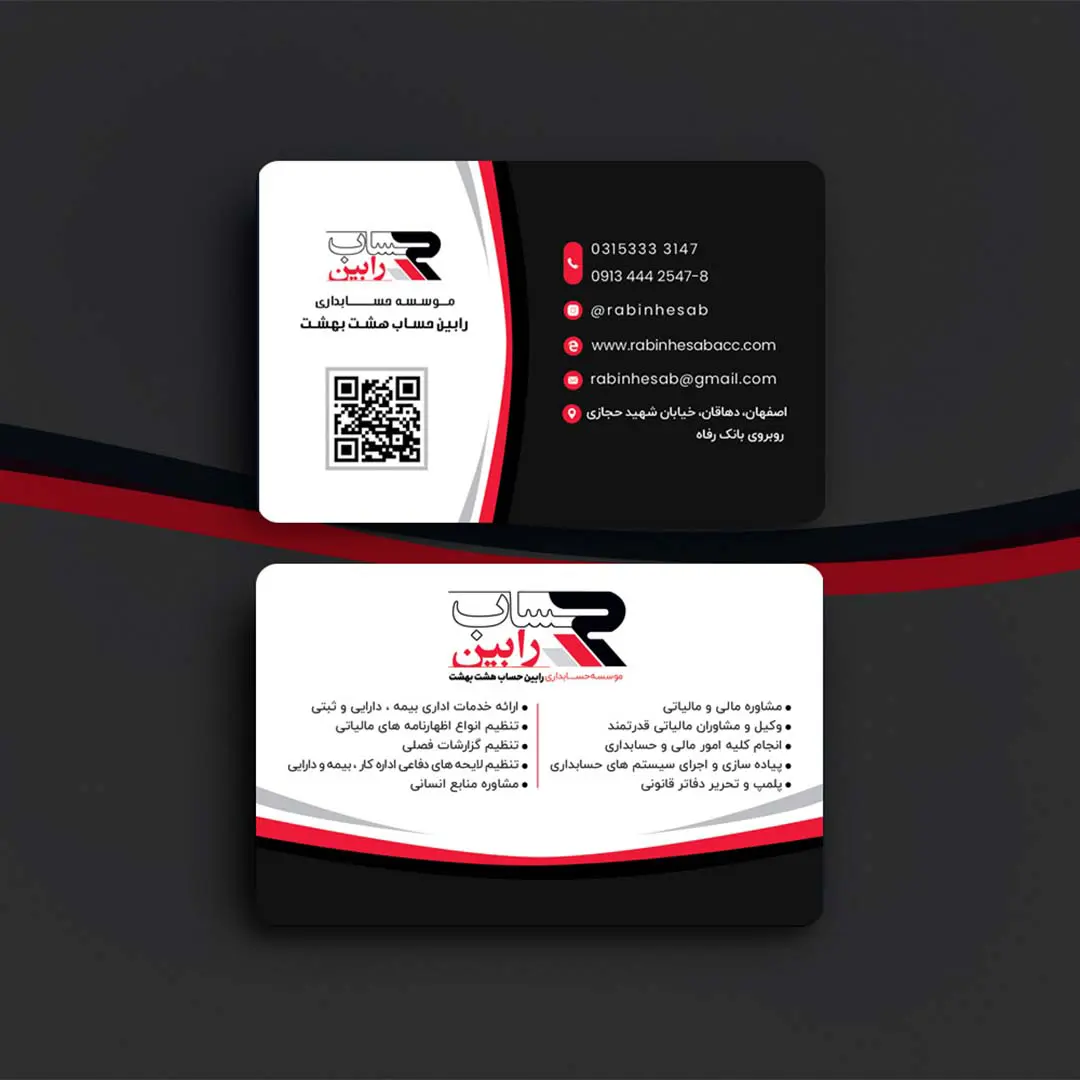 حساب
رابین
موسسه حسابداری
رابین حساب هشت بهشت
0315333 3147
0913 444 2547-8
@rabinhesab
www.rabinhesabacc.com
rabinhesab@gmail.com
اصفهان، دهاقان، خیابان شهید حجازی
روبروی بانک رفاه
حساب
رابین
موسسه حسابداری رابین حساب هشت بهشت
مشاوره مالی و مالیاتی
وکیل و مشاوران مالیاتی قدرتمند
انجام کلیه امور مالی و حسابداری
پیاده سازی و اجرای سیستم های حسابداری
پلمپ و تحریر دفاتر قانونی
ارائه خدمات اداری بیمه ، دارایی و ثبتی
تنظیم انواع اظهارنامه های مالیاتی
تنظیم گزارشات فصلی
تنظیم لایحه های دفاعی اداره کار ، بیمه و دارایی
مشاوره منابع انسانی